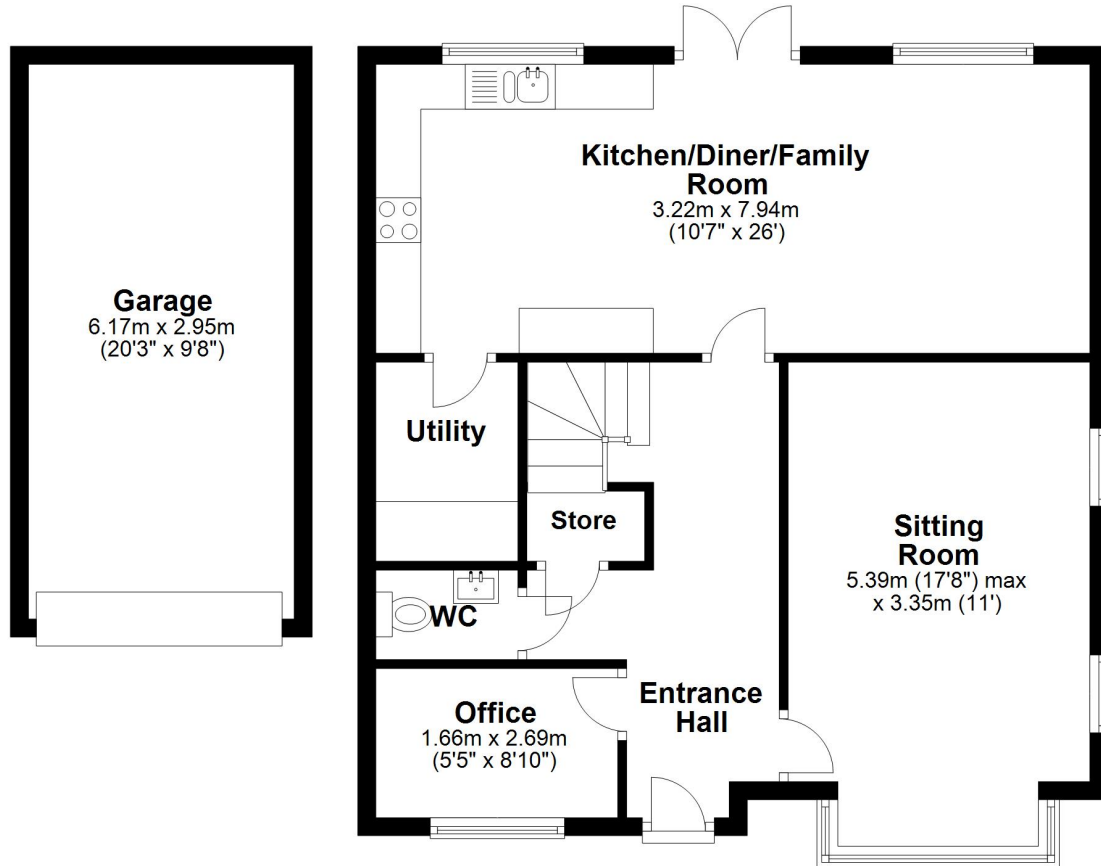 Kitchen/Diner/Family
Room
3.22m x 7.94m
(10'7" x 26')
Garage
6.17m x 2.95m
(20'3" x 9'8")
Utility
Store
Sitting
Room
5.39m (17'8") max
x 3.35m (11')
WC
Entrance
Hall
Office
1.66m x 2.69m
(5'5" x 8'10")